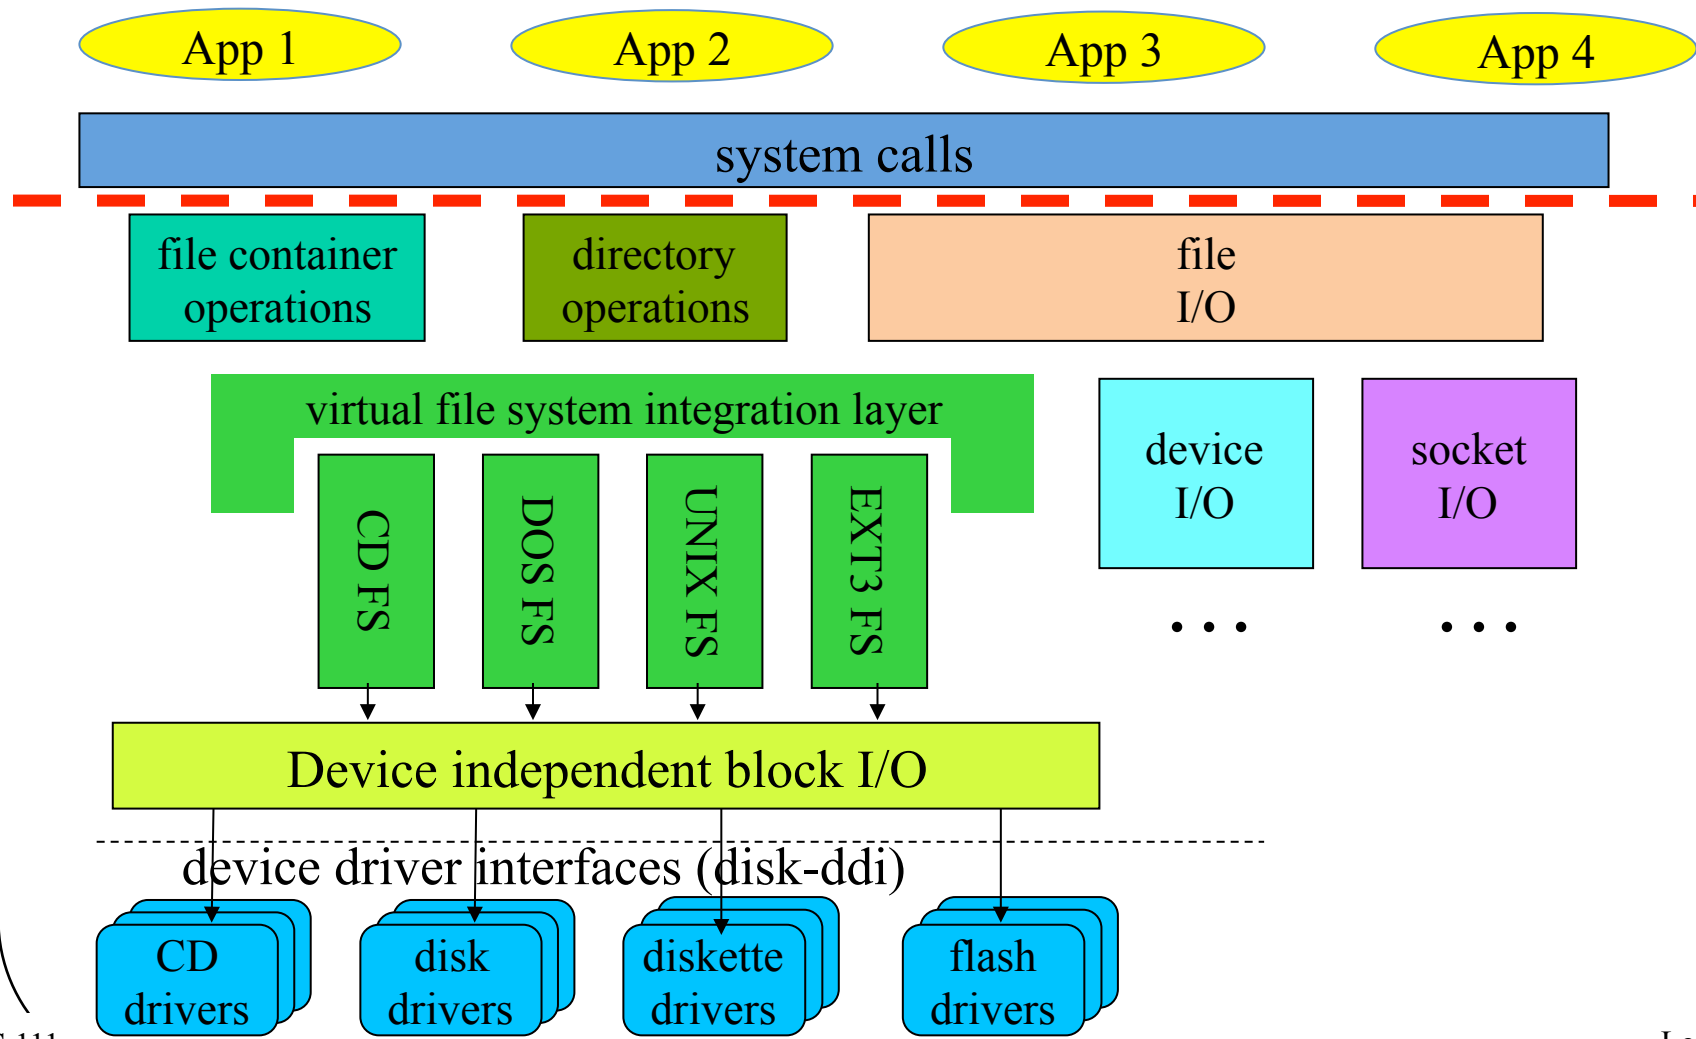 App 1
App 2
App 3
App 4
system calls
file container
operations
directory
operations
file
I/O
virtual file system integration layer
device
I/O
socket
I/O
CD FS
DOS FS
UNIX FS
EXT3 FS
. . .
. . .
Device independent block I/O
device driver interfaces (disk-ddi)
CD
drivers
disk
drivers
diskette
drivers
flash
drivers
111